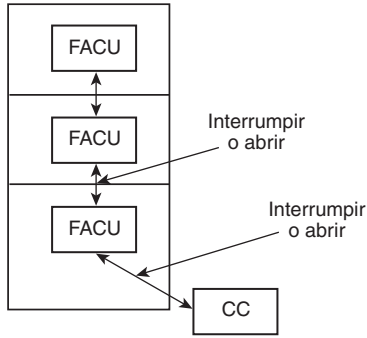 FACU
FACU
Interrumpir
o abrir
FACU
Interrumpir
o abrir
CC